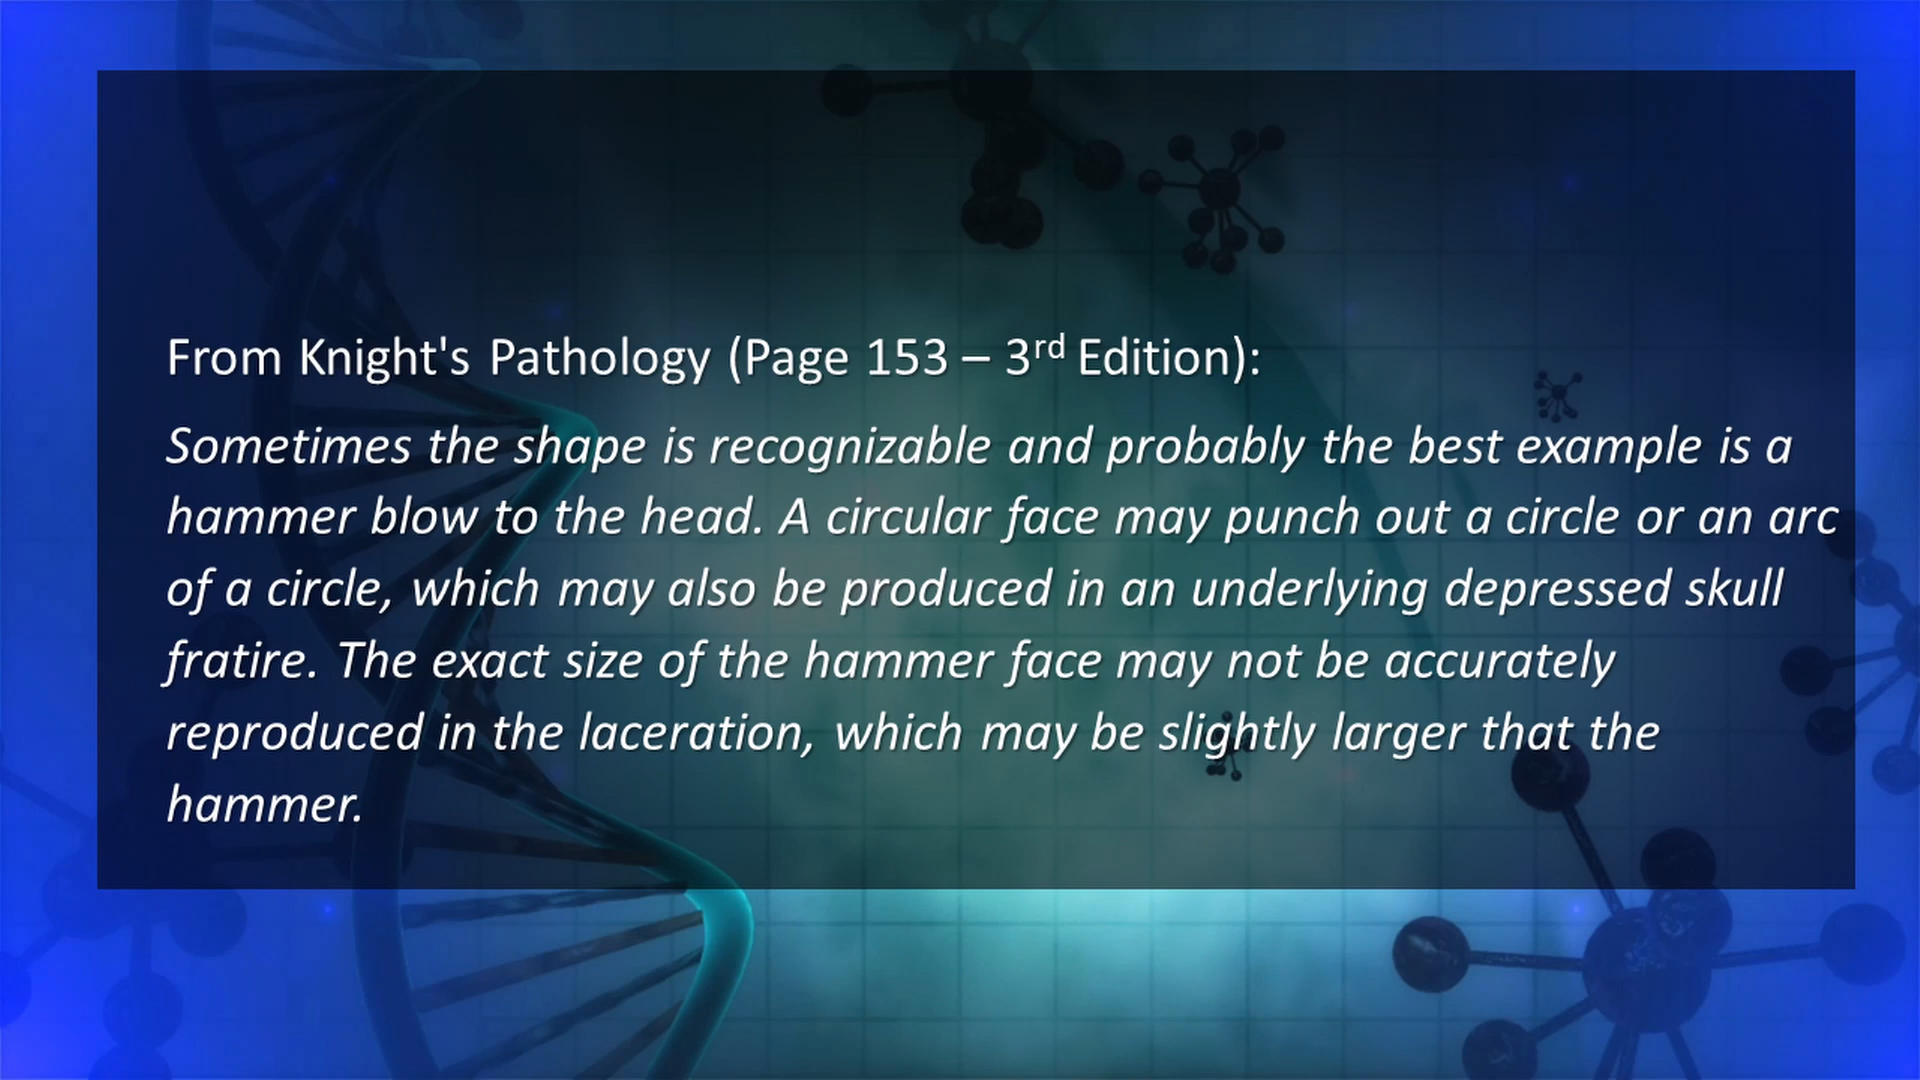 From Knight's Pathology (Page 153 – 3rd Edition):
Sometimes the shape is recognizable and probably the best example is a
hammer blow to the head. A circular face may punch out a circle or an arc
of a circle, which may also be produced in an underlying depressed skull
fratire. The exact size of the hammer face may not be accurately
reproduced in the laceration, which may be slightly larger that the
hammer.